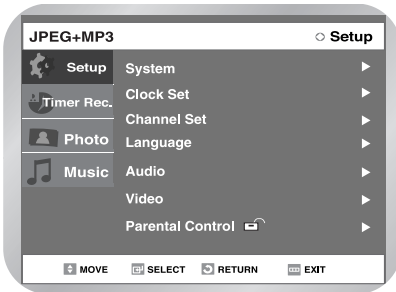 JPEG+MP3 Setup
Setup
Timer Rec.
Photo
Music
System
Clock Set
Channel Set
Language
Audio
Video
Parental Control
MOVE SELECT RETURN EXIT